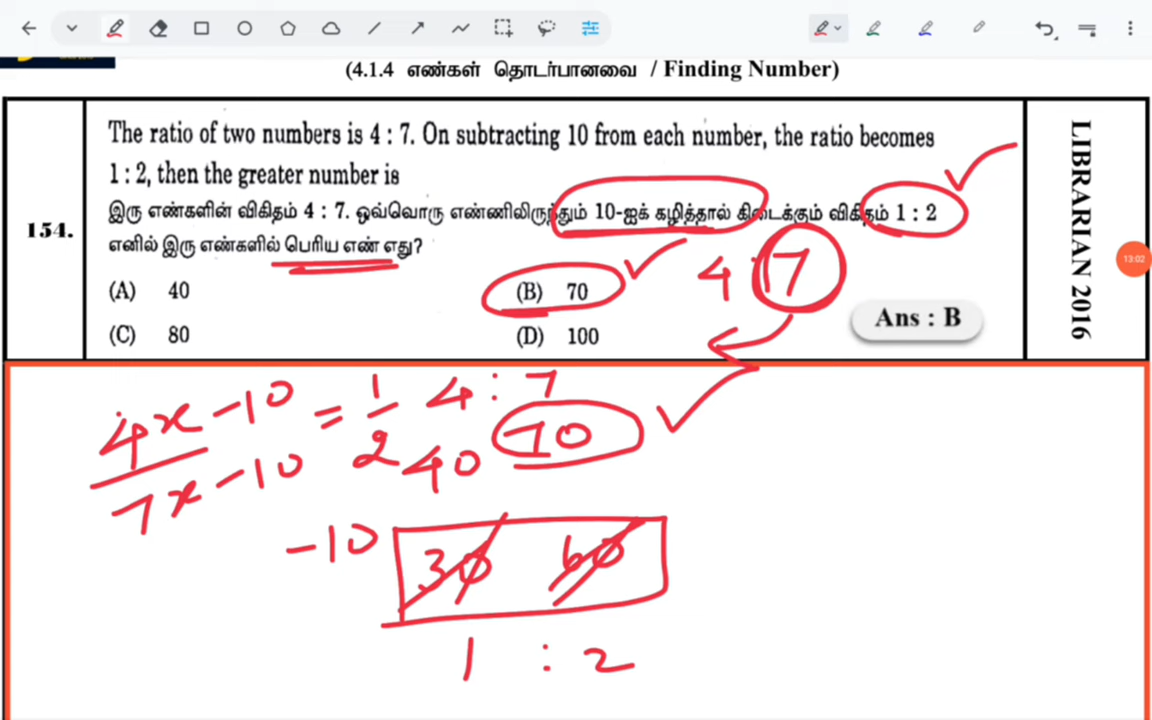 (4.1.4 எண்கள் தொடர்பானவை / Finding Number)
154.
The ratio of two numbers is 4 : 7. On subtracting 10 from each number, the ratio becomes
1 : 2, then the greater number is
இரு எண்களின் விகிதம் 4 : 7. ஒவ்வொரு எண்ணிலிருந்தும் 10-ஐக் கழித்தால் கிடைக்கும் விகிதம் 1 : 2
எனில் இரு எண்களில் பெரிய எண் எது?
(A) 40
(B) 70
(C) 80
(D) 100
4 : 7
Ans : B
LIBRARIAN 2016
13:02
4x - 10 = 1
7x - 10 2
4 : 7
40 70
-10 30 60
1 : 2